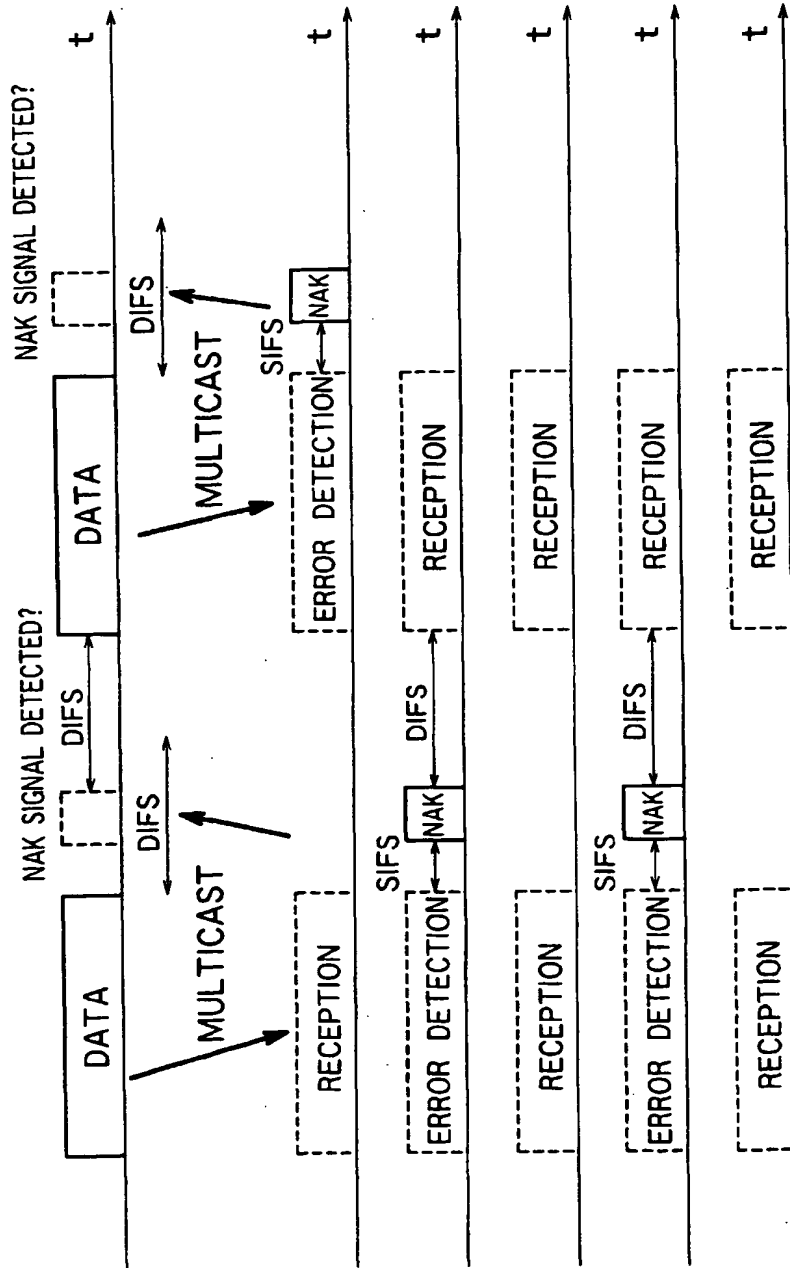 NAK SIGNAL DETECTED? NAK SIGNAL DETECTED?
DATA DIFS DATA t
DIFS DIFS
MULTICAST MULTICAST
SIFS
RECEPTION ERROR DETECTION NAK t
SIFS DIFS
ERROR DETECTION NAK RECEPTION t
RECEPTION RECEPTION t
SIFS DIFS
ERROR DETECTION NAK RECEPTION t
RECEPTION RECEPTION t